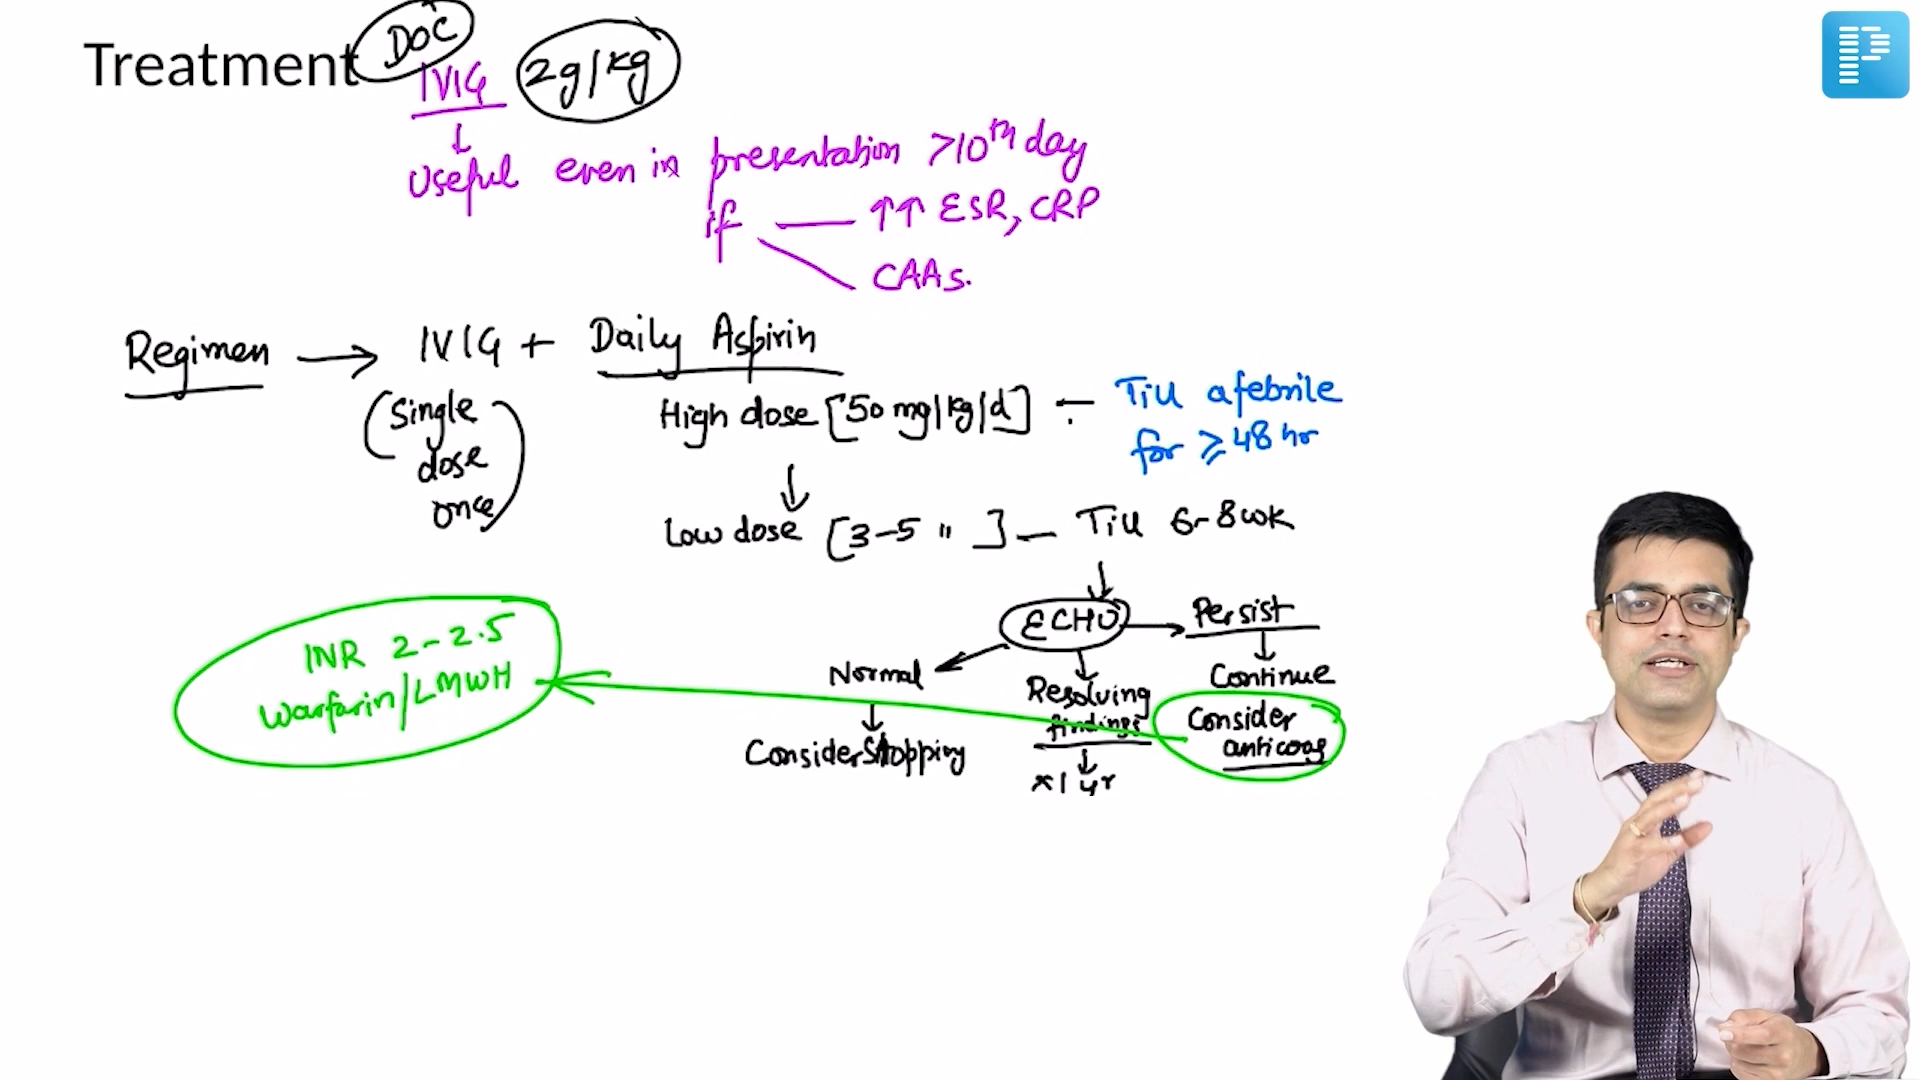 Treatment
DOC
IVIG
2g/kg
↓
Useful even in presentation >10th day
if — ↑↑ ESR, CRP
CAAs.
Regimen → IVIG + Daily Aspirin
(Single dose once)
High dose [50 mg/kg/d] — Till afebrile
for ≥48 hr
↓
Low dose [3-5 " ] — Till 6-8wk
↓
ECHO → Persist
↓
Continue
Consider
anticoag
Normal
↓
Consider Stopping
Resolving
findings
↓
x1 yr
INR 2-2.5
Warfarin/LMWH
P